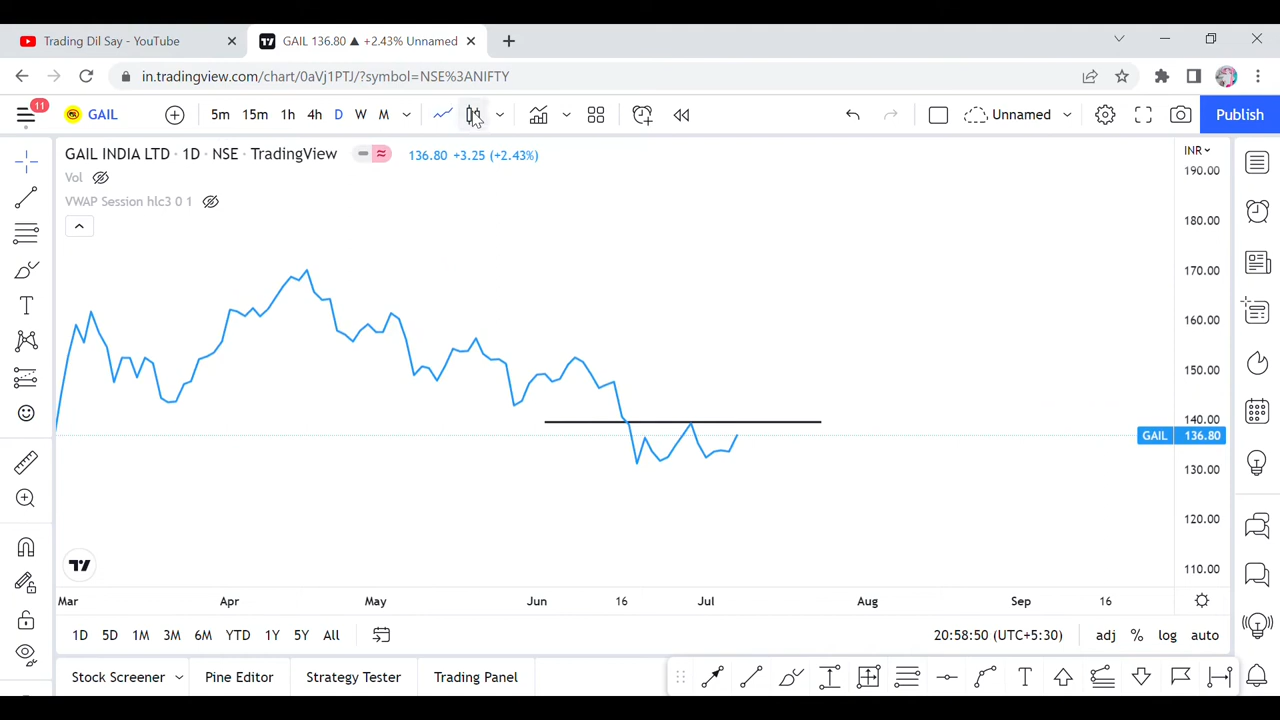 Trading Dil Say - YouTube
GAIL 136.80 ▲ +2.43% Unnamed
in.tradingview.com/chart/0aVj1PTJ/?symbol=NSE%3ANIFTY
11
GAIL
5m 15m 1h 4h D W M
Unnamed
Publish
GAIL INDIA LTD · 1D · NSE · TradingView
136.80 +3.25 (+2.43%)
INR
Vol
VWAP Session hlc3 0 1
190.00
180.00
170.00
160.00
150.00
140.00
GAIL 136.80
130.00
120.00
110.00
Mar Apr May Jun 16 Jul Aug Sep 16
1D 5D 1M 3M 6M YTD 1Y 5Y All
20:58:50 (UTC+5:30) adj % log auto
Stock Screener Pine Editor Strategy Tester Trading Panel